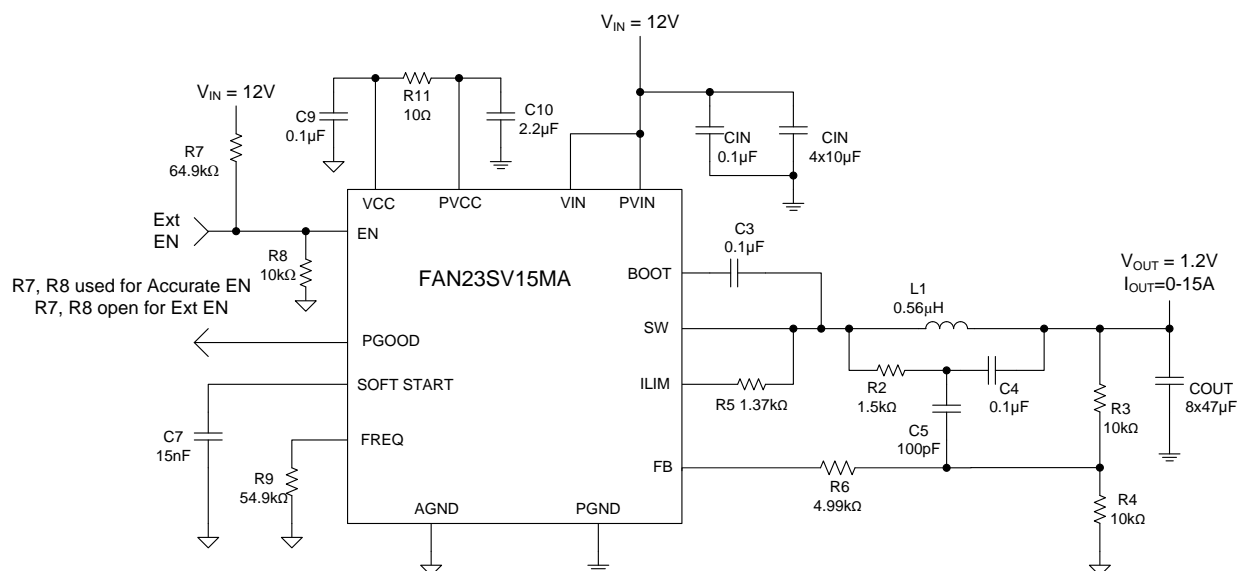 V_IN = 12V
V_IN = 12V
C9
0.1µF
R11
10Ω
C10
2.2µF
CIN
0.1µF
CIN
4x10µF
R7
64.9kΩ
VCC
PVCC
VIN
PVIN
Ext
EN
EN
R8
10kΩ
C3
0.1µF
R7, R8 used for Accurate EN
R7, R8 open for Ext EN
FAN23SV15MA
BOOT
V_OUT = 1.2V
I_OUT=0-15A
L1
0.56µH
SW
PGOOD
SOFT START
ILIM
R5 1.37kΩ
R2
1.5kΩ
C4
0.1µF
R3
10kΩ
COUT
8x47µF
C7
15nF
FREQ
C5
100pF
R9
54.9kΩ
FB
R6
4.99kΩ
R4
10kΩ
AGND
PGND